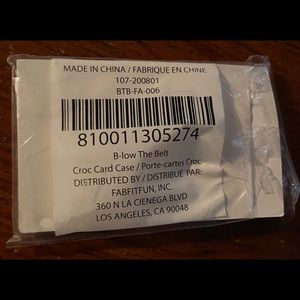 MADE IN CHINA / FABRIQUE EN CHINE
107-200801
BTB-FA-006
810011305274
B-low The Belt
Croc Card Case / Porte-cartes Croc
DISTRIBUTED BY / DISTRIBUE PAR:
FABFITFUN, INC.
360 N LA CIENEGA BLVD
LOS ANGELES, CA 90048